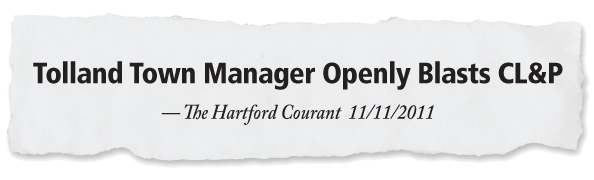 Tolland Town Manager Openly Blasts CL&P
— The Hartford Courant 11/11/2011